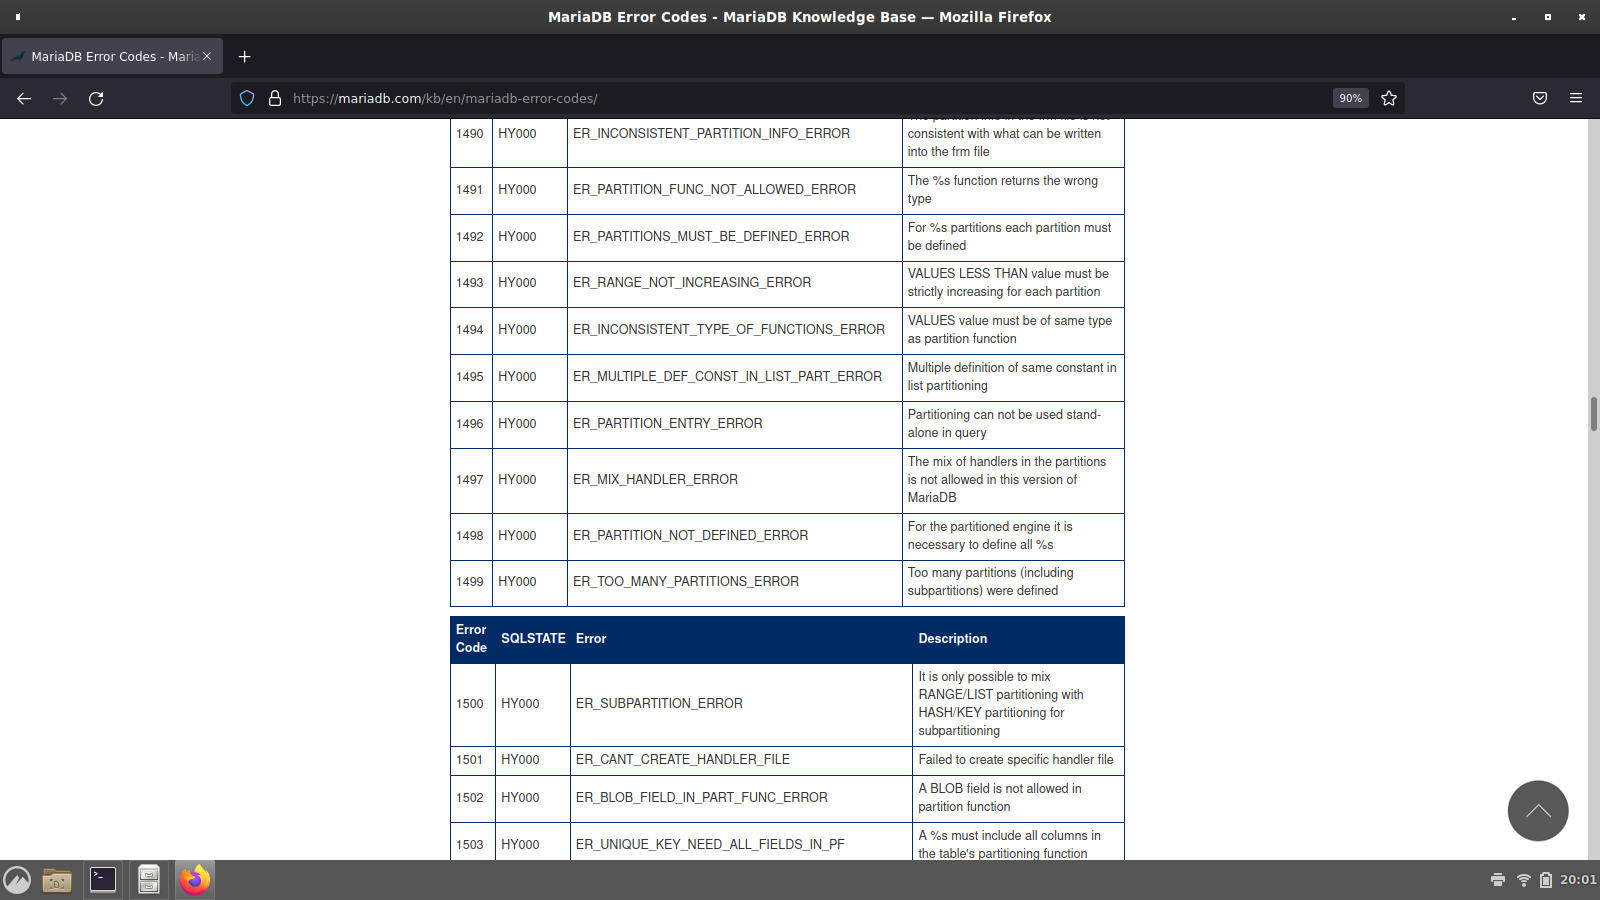 MariaDB Error Codes - MariaDB Knowledge Base — Mozilla Firefox
MariaDB Error Codes - Maria
https://mariadb.com/kb/en/mariadb-error-codes/
90%
1490 HY000 ER_INCONSISTENT_PARTITION_INFO_ERROR The partition info in the frm file is not
consistent with what can be written
into the frm file
1491 HY000 ER_PARTITION_FUNC_NOT_ALLOWED_ERROR The %s function returns the wrong
type
1492 HY000 ER_PARTITIONS_MUST_BE_DEFINED_ERROR For %s partitions each partition must
be defined
1493 HY000 ER_RANGE_NOT_INCREASING_ERROR VALUES LESS THAN value must be
strictly increasing for each partition
1494 HY000 ER_INCONSISTENT_TYPE_OF_FUNCTIONS_ERROR VALUES value must be of same type
as partition function
1495 HY000 ER_MULTIPLE_DEF_CONST_IN_LIST_PART_ERROR Multiple definition of same constant in
list partitioning
1496 HY000 ER_PARTITION_ENTRY_ERROR Partitioning can not be used stand-
alone in query
1497 HY000 ER_MIX_HANDLER_ERROR The mix of handlers in the partitions
is not allowed in this version of
MariaDB
1498 HY000 ER_PARTITION_NOT_DEFINED_ERROR For the partitioned engine it is
necessary to define all %s
1499 HY000 ER_TOO_MANY_PARTITIONS_ERROR Too many partitions (including
subpartitions) were defined
Error
Code SQLSTATE Error Description
1500 HY000 ER_SUBPARTITION_ERROR It is only possible to mix
RANGE/LIST partitioning with
HASH/KEY partitioning for
subpartitioning
1501 HY000 ER_CANT_CREATE_HANDLER_FILE Failed to create specific handler file
1502 HY000 ER_BLOB_FIELD_IN_PART_FUNC_ERROR A BLOB field is not allowed in
partition function
1503 HY000 ER_UNIQUE_KEY_NEED_ALL_FIELDS_IN_PF A %s must include all columns in
the table's partitioning function
20:01